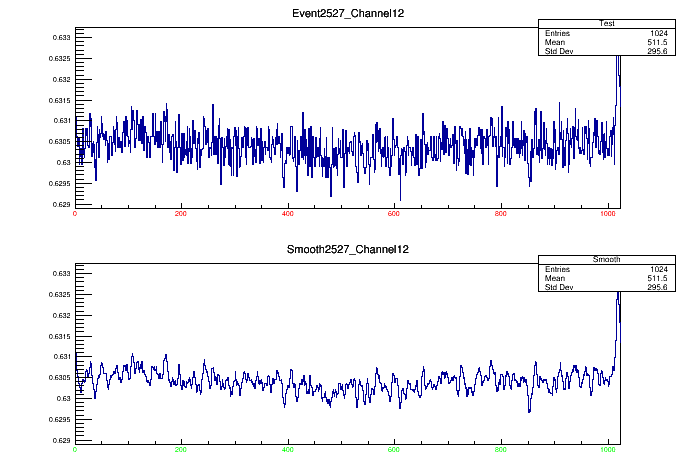 Event2527_Channel12
Test
Entries 1024
Mean 511.5
Std Dev 295.6
0.633
0.6325
0.632
0.6315
0.631
0.6305
0.63
0.6295
0.629
0 200 400 600 800 1000
Smooth2527_Channel12
Smooth
Entries 1024
Mean 511.5
Std Dev 295.6
0.633
0.6325
0.632
0.6315
0.631
0.6305
0.63
0.6295
0.629
0 200 400 600 800 1000